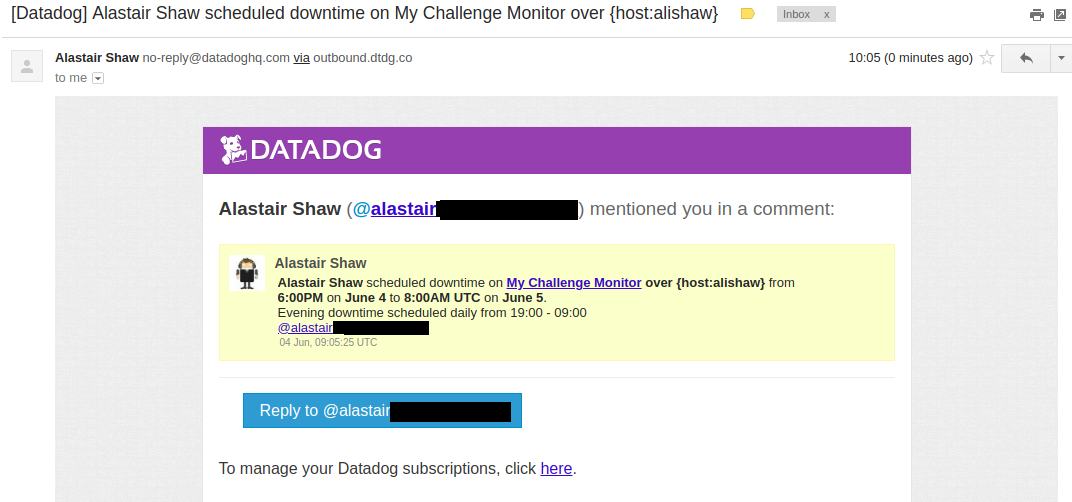 [Datadog] Alastair Shaw scheduled downtime on My Challenge Monitor over {host:alishaw} Inbox x
Alastair Shaw no-reply@datadoghq.com via outbound.dtdg.co 10:05 (0 minutes ago)
to me
DATADOG
Alastair Shaw (@alastair) mentioned you in a comment:
Alastair Shaw
Alastair Shaw scheduled downtime on My Challenge Monitor over {host:alishaw} from
6:00PM on June 4 to 8:00AM UTC on June 5.
Evening downtime scheduled daily from 19:00 - 09:00
@alastair
04 Jun, 09:05:25 UTC
Reply to @alastair
To manage your Datadog subscriptions, click here.